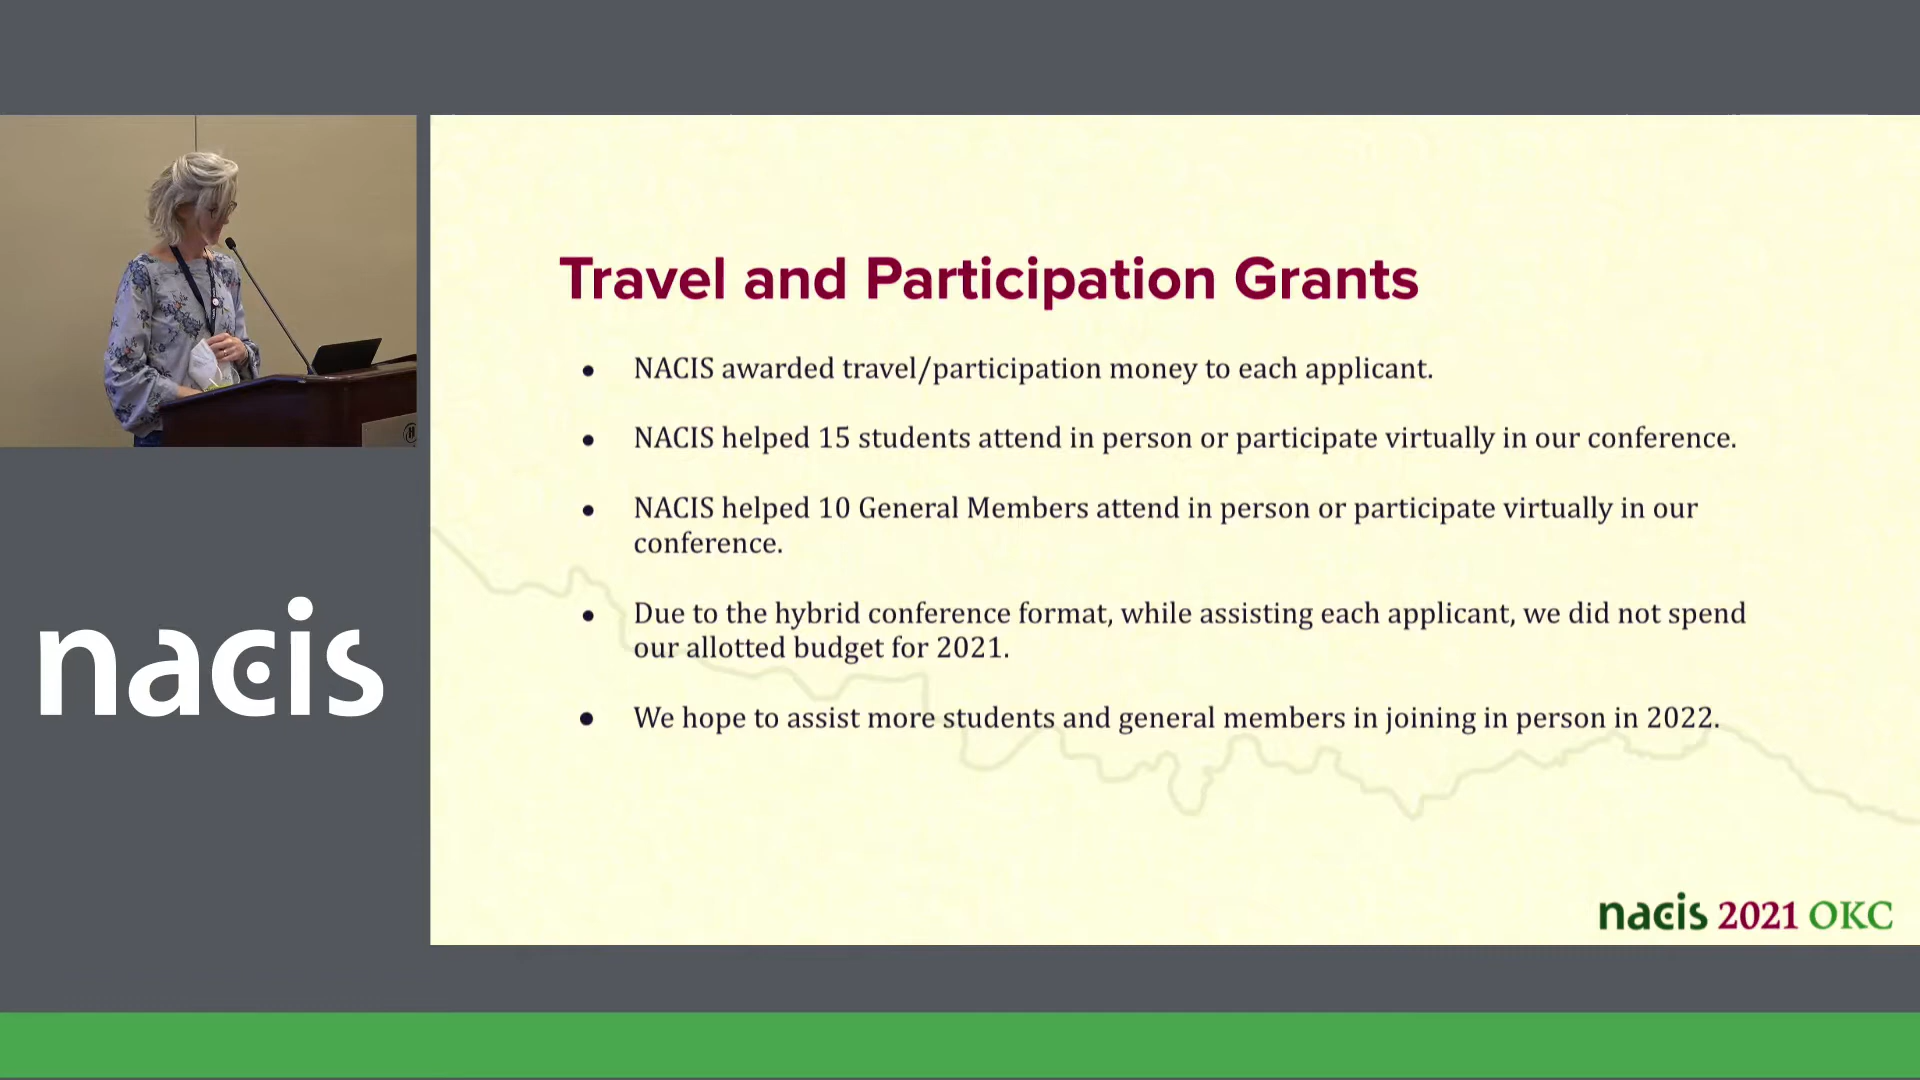 Travel and Participation Grants
● NACIS awarded travel/participation money to each applicant.
● NACIS helped 15 students attend in person or participate virtually in our conference.
● NACIS helped 10 General Members attend in person or participate virtually in our
conference.
● Due to the hybrid conference format, while assisting each applicant, we did not spend
our allotted budget for 2021.
● We hope to assist more students and general members in joining in person in 2022.
nacis
nacis 2021 OKC